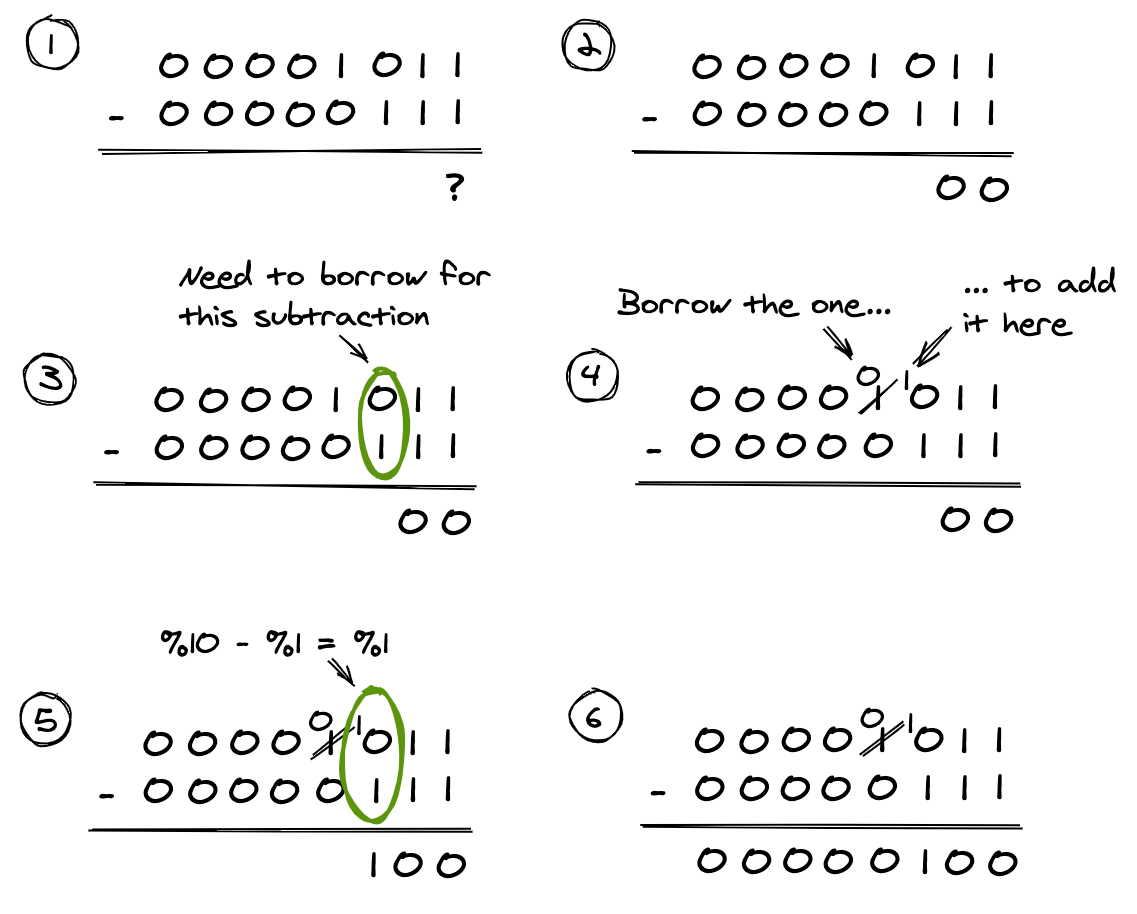 1
0 0 0 0 1 0 1 1
- 0 0 0 0 0 1 1 1
?
2
0 0 0 0 1 0 1 1
- 0 0 0 0 0 1 1 1
0 0
Need to borrow for
this subtraction
3
0 0 0 0 1 0 1 1
- 0 0 0 0 0 1 1 1
0 0
Borrow the one...
... to add
it here
4
0 1
0 0 0 0 1 0 1 1
- 0 0 0 0 0 1 1 1
0 0
%10 - %1 = %1
5
0 1
0 0 0 0 1 0 1 1
- 0 0 0 0 0 1 1 1
1 0 0
6
0 1
0 0 0 0 1 0 1 1
- 0 0 0 0 0 1 1 1
0 0 0 0 0 1 0 0